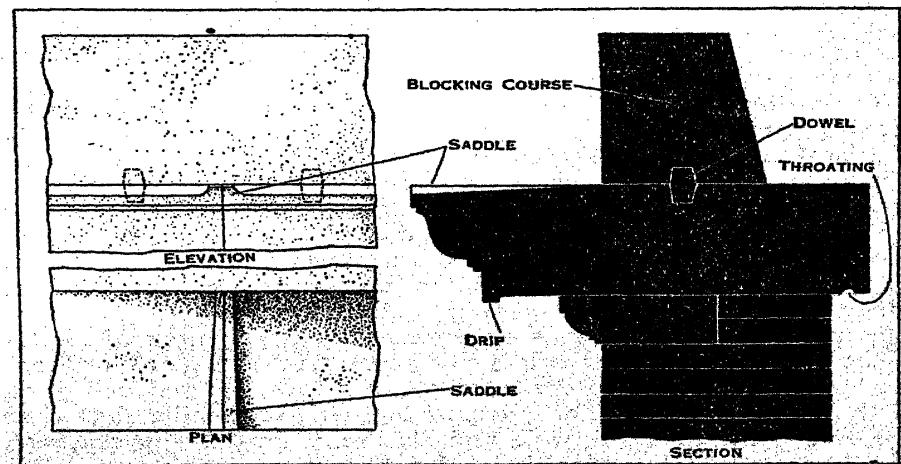 BLOCKING COURSE
DOWEL
SADDLE
THROATING
ELEVATION
DRIP
SADDLE
PLAN
SECTION